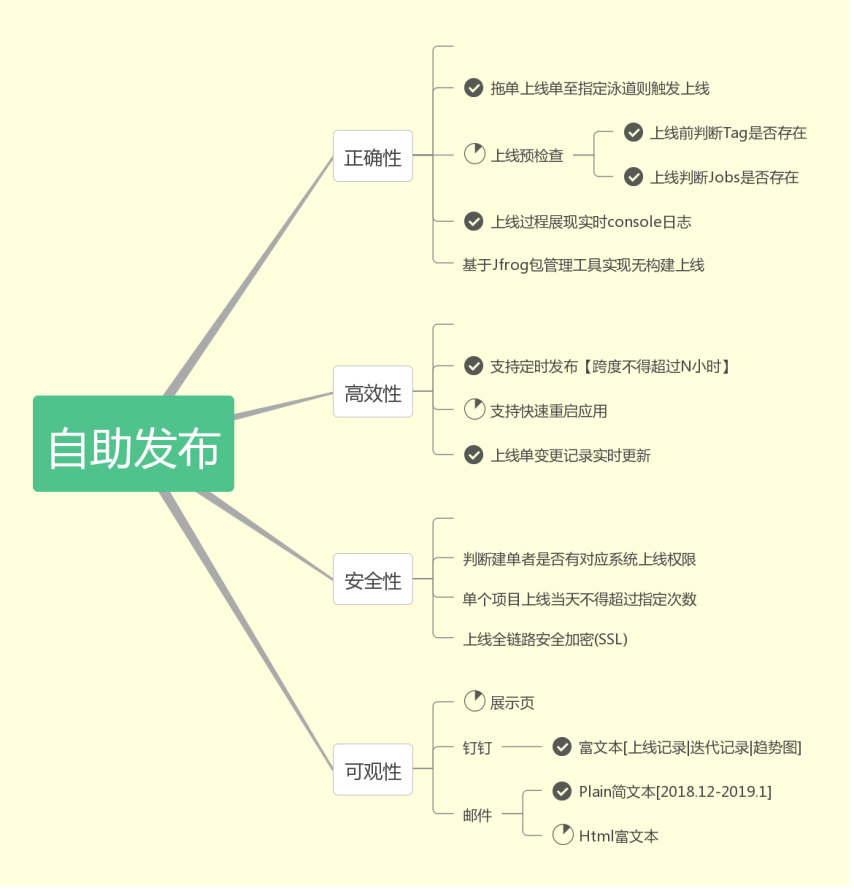 自助发布
正确性
拖单上线单至指定泳道则触发上线
上线预检查
上线前判断Tag是否存在
上线判断Jobs是否存在
上线过程展现实时console日志
基于Jfrog包管理工具实现无构建上线
高效性
支持定时发布【跨度不得超过N小时】
支持快速重启应用
上线单变更记录实时更新
安全性
判断建单者是否有对应系统上线权限
单个项目上线当天不得超过指定次数
上线全链路安全加密(SSL)
可观性
展示页
钉钉
富文本[上线记录|迭代记录|趋势图]
邮件
Plain简文本[2018.12-2019.1]
Html富文本